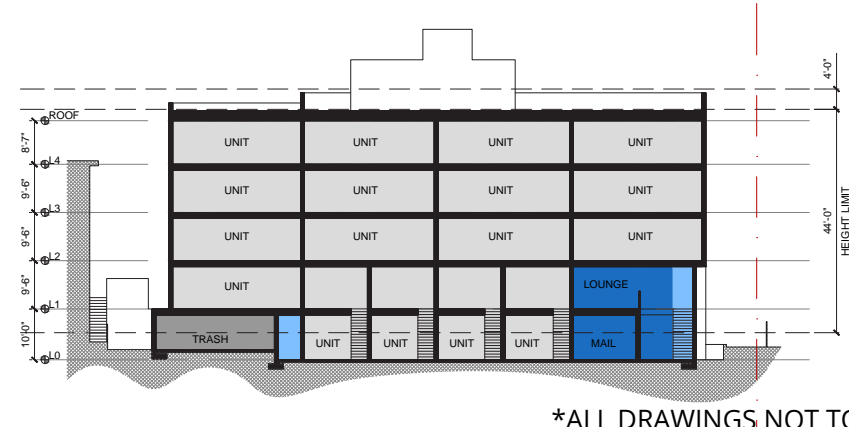 4'-0"
ROOF
8'-7"
UNIT UNIT UNIT UNIT
L4
9'-6"
UNIT UNIT UNIT UNIT
L3
9'-6"
UNIT UNIT UNIT UNIT
44'-0"
HEIGHT LIMIT
L2
9'-6"
UNIT LOUNGE
L1
10'-0"
TRASH UNIT UNIT UNIT UNIT MAIL
L0
*ALL DRAWINGS NOT TO